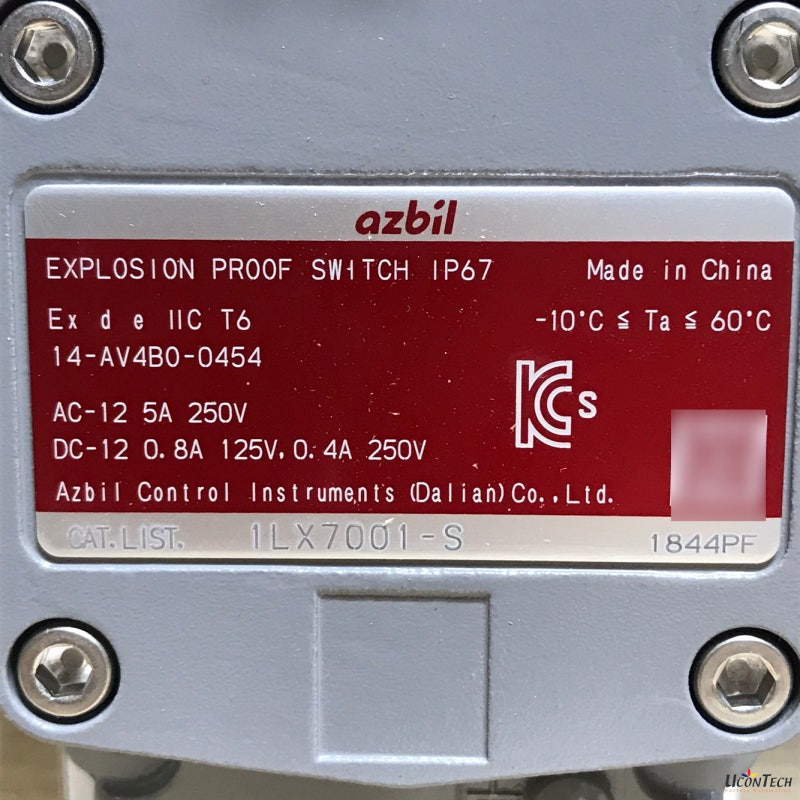 azbil
EXPLOSION PROOF SWITCH IP67 Made in China
Ex d e IIC T6 -10°C ≦ Ta ≦ 60°C
14-AV4B0-0454
KCs
AC-12 5A 250V
DC-12 0.8A 125V, 0.4A 250V
Azbil Control Instruments (Dalian) Co., Ltd.
CAT. LIST. 1LX7001-S 1844PF
UCONTECH